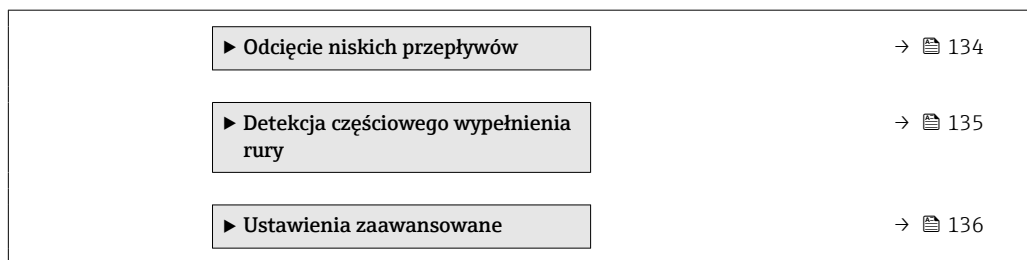 ▶ Odcięcie niskich przepływów → 134
▶ Detekcja częściowego wypełnienia → 135
rury
▶ Ustawienia zaawansowane → 136